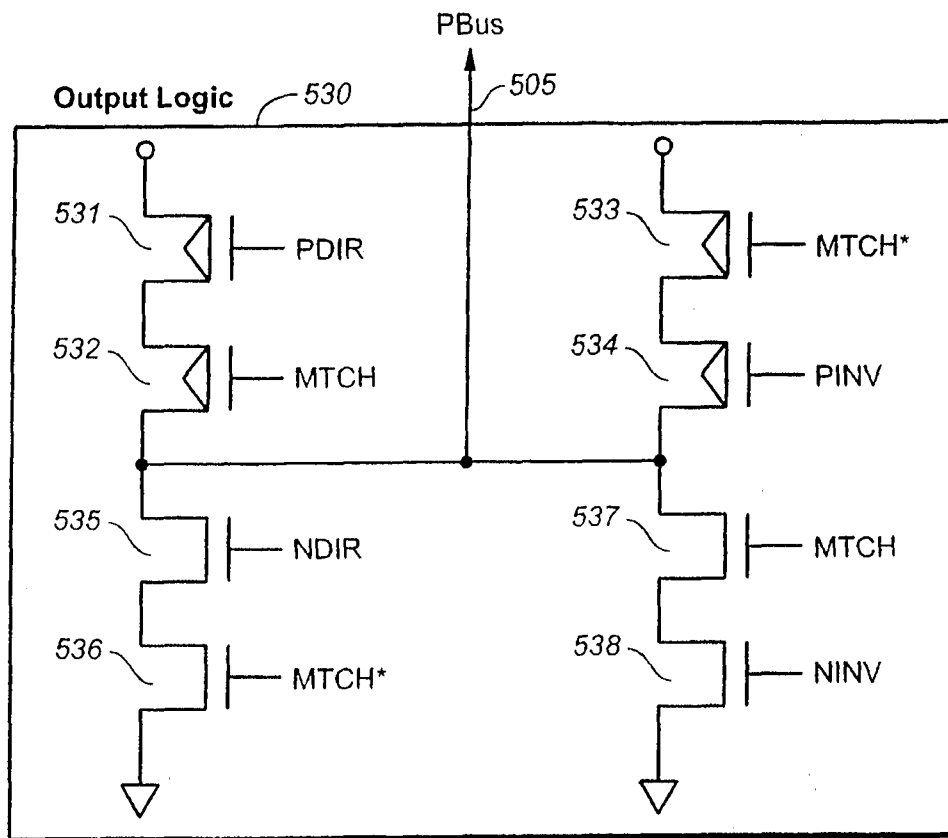 PBus
505
Output Logic 530
531 PDIR
533 MTCH*
532 MTCH
534 PINV
535 NDIR
537 MTCH
536 MTCH*
538 NINV